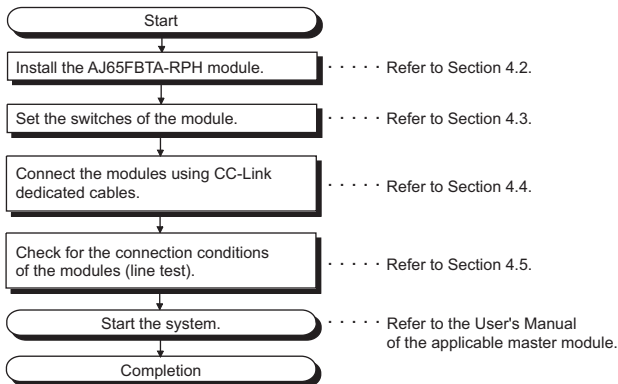 Start
Install the AJ65FBTA-RPH module.
· · · · · Refer to Section 4.2.
Set the switches of the module.
· · · · · Refer to Section 4.3.
Connect the modules using CC-Link
dedicated cables.
· · · · · Refer to Section 4.4.
Check for the connection conditions
of the modules (line test).
· · · · · Refer to Section 4.5.
Start the system.
· · · · · Refer to the User's Manual
of the applicable master module.
Completion